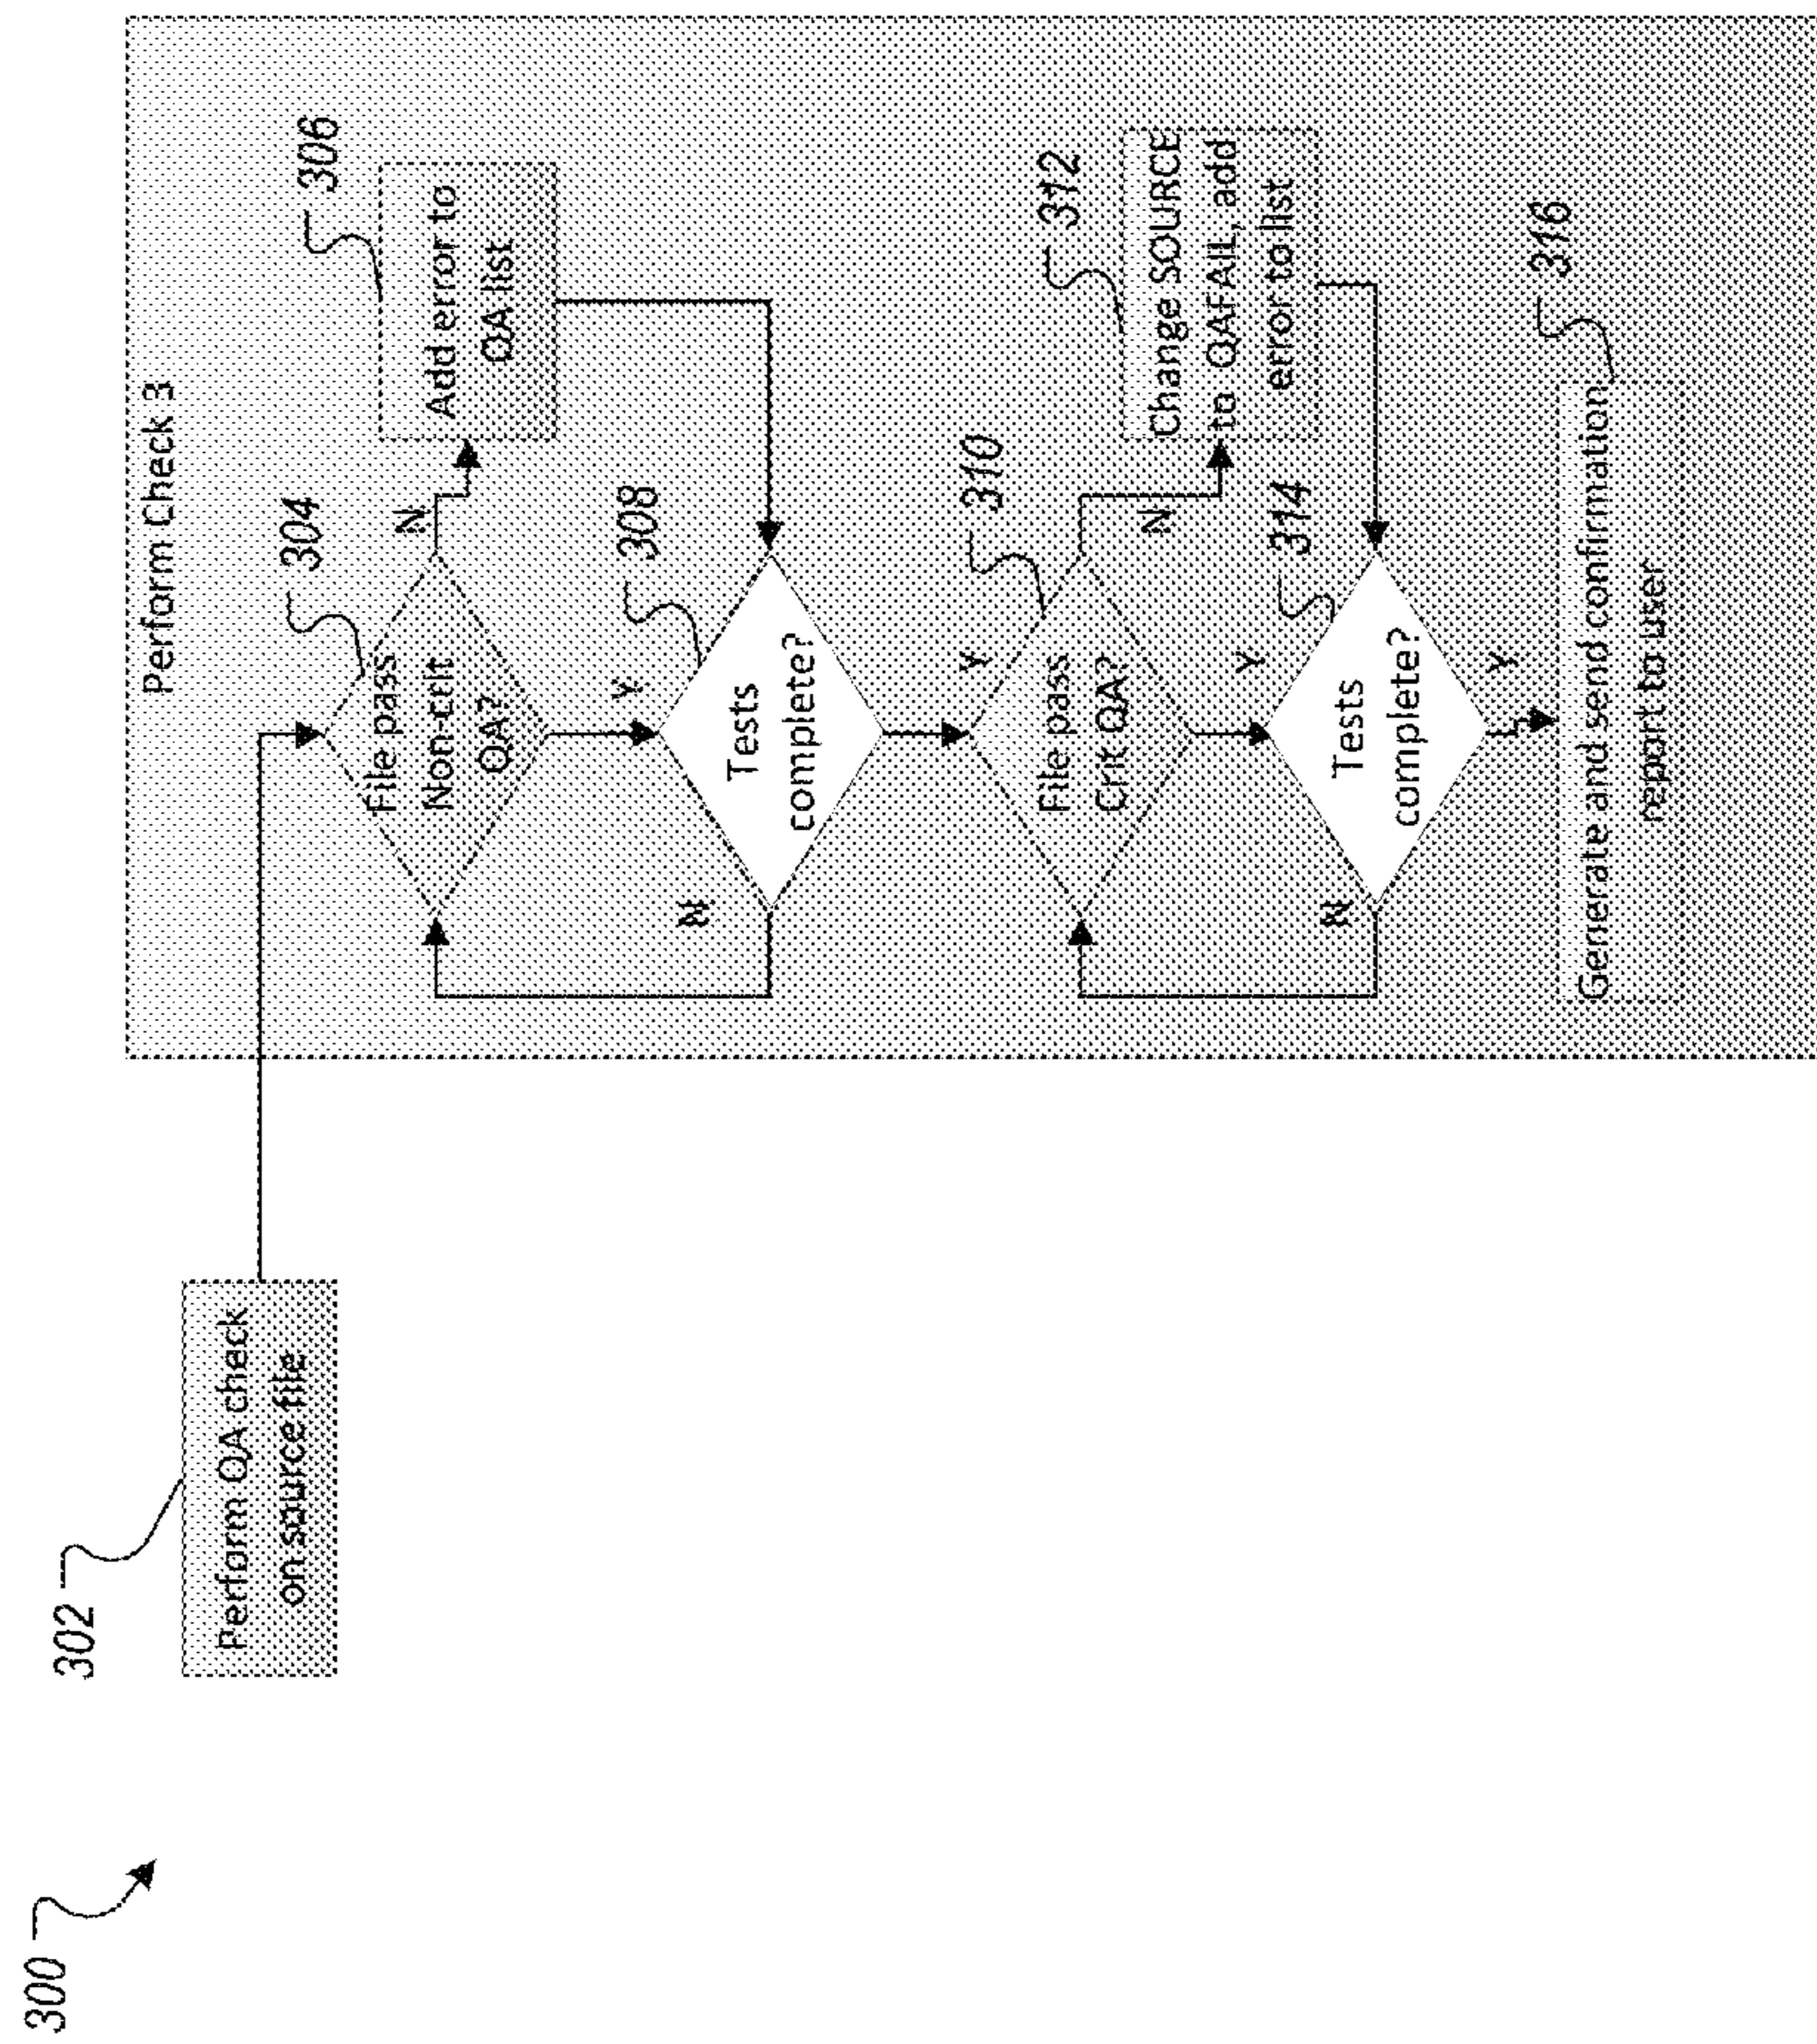 300
302
Perform QA check
on source file
Perform Check 3
304
File pass
Non-crit
QA?
N
306
Add error to
QA list
Y
308
Tests
complete?
N
Y
310
File pass
Crit QA?
N
312
Change SOURCE
to QAFAIL, add
error to list
Y
314
Tests
complete?
N
Y
316
Generate and send confirmation
report to user